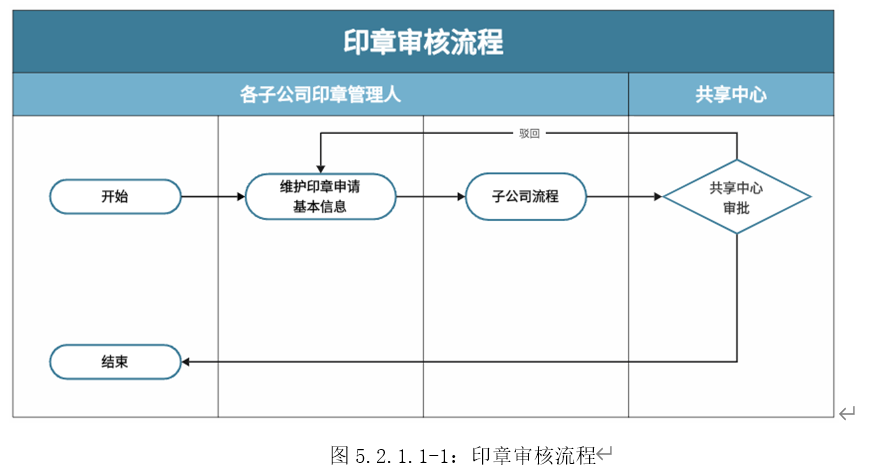 印章审核流程
各子公司印章管理人
共享中心
驳回
开始
维护印章申请
基本信息
子公司流程
共享中心
审批
结束
图 5.2.1.1-1：印章审核流程